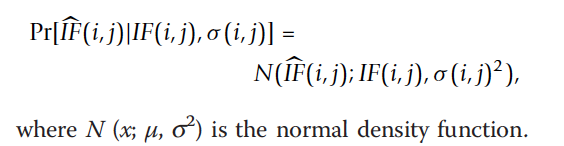 Pr[ÎF(i,j)|IF(i,j), σ(i,j)] =
N(ÎF(i,j); IF(i,j), σ(i,j)²),
where N (x; μ, σ²) is the normal density function.